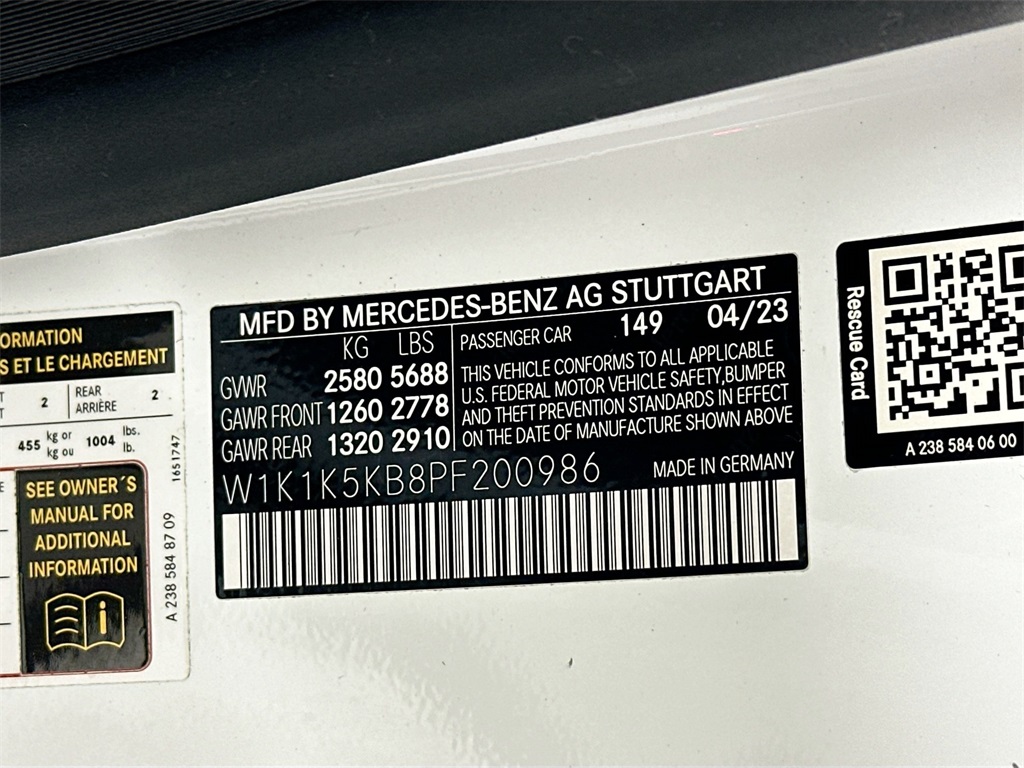 MFD BY MERCEDES-BENZ AG STUTTGART
KG LBS
GVWR 2580 5688
GAWR FRONT 1260 2778
GAWR REAR 1320 2910
PASSENGER CAR 149 04/23
THIS VEHICLE CONFORMS TO ALL APPLICABLE
U.S. FEDERAL MOTOR VEHICLE SAFETY,BUMPER
AND THEFT PREVENTION STANDARDS IN EFFECT
ON THE DATE OF MANUFACTURE SHOWN ABOVE
W1K1K5KB8PF200986 MADE IN GERMANY
ORMATION
S ET LE CHARGEMENT
2 REAR 2
ARRIÈRE
455 kg or 1004 lbs.
kg ou lb.
1651747
SEE OWNER´S
MANUAL FOR
ADDITIONAL
INFORMATION
A 238 584 87 09
Rescue Card
A 238 584 06 00